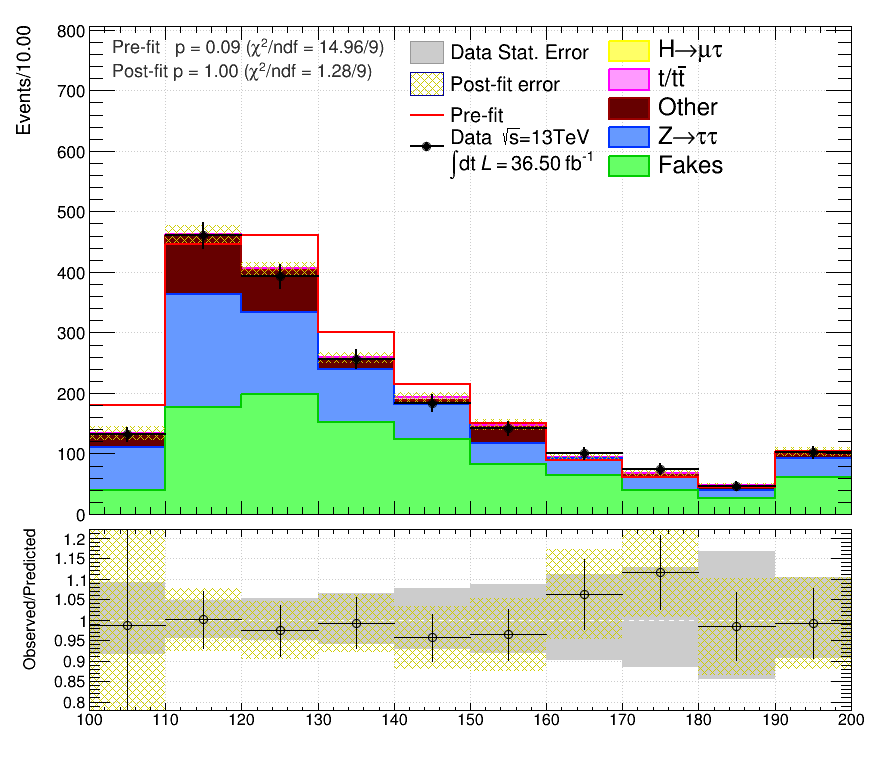 Events/10.00
800
700
600
500
400
300
200
100
0
Pre-fit p = 0.09 (χ²/ndf = 14.96/9)
Post-fit p = 1.00 (χ²/ndf = 1.28/9)
Data Stat. Error
Post-fit error
Pre-fit
Data √s=13TeV
∫dt L = 36.50 fb⁻¹
H→μτ
t/tt̄
Other
Z→ττ
Fakes
Observed/Predicted
1.2
1.15
1.1
1.05
1
0.95
0.9
0.85
0.8
100 110 120 130 140 150 160 170 180 190 200